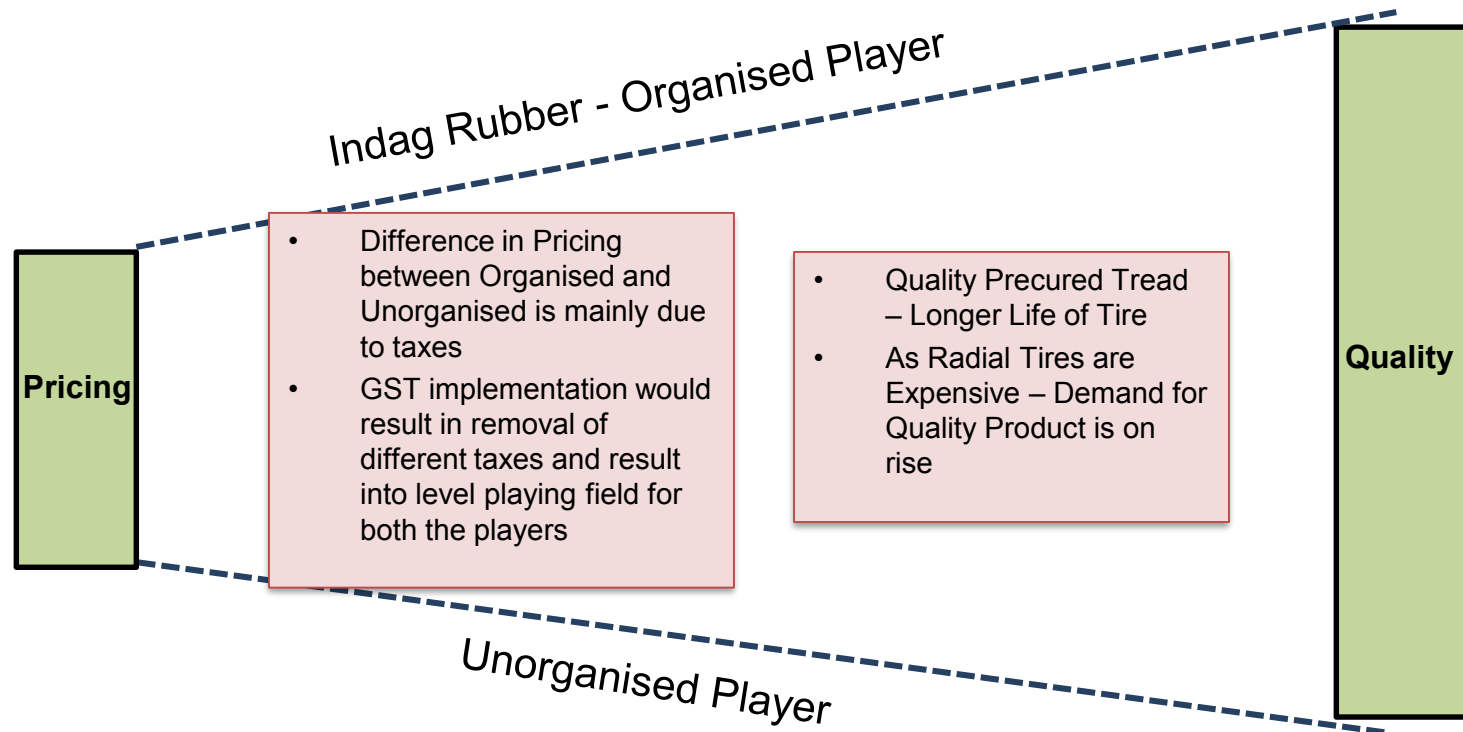 Indag Rubber - Organised Player
Pricing
• Difference in Pricing
between Organised and
Unorganised is mainly due
to taxes
• GST implementation would
result in removal of
different taxes and result
into level playing field for
both the players
• Quality Precured Tread
– Longer Life of Tire
• As Radial Tires are
Expensive – Demand for
Quality Product is on
rise
Quality
Unorganised Player